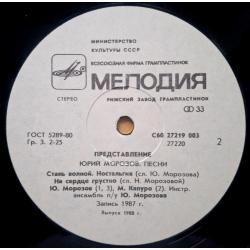 МИНИСТЕРСТВО
КУЛЬТУРЫ СССР
ВСЕСОЮЗНАЯ ФИРМА ГРАМПЛАСТИНОК
МЕЛОДИЯ
СТЕРЕО
РИЖСКИЙ ЗАВОД ГРАМПЛАСТИНОК
33
ГОСТ 5289-80
Гр. 3. 2-25
С60 27219 003
27220
2
ПРЕДСТАВЛЕНИЕ
ЮРИЙ МОРОЗОВ. ПЕСНИ
Стань волной. Ностальгия (сл. Ю. Морозова)
На сердце грустно (сл. Н. Морозовой)
Ю. Морозов (1, 3), М. Капуро (2). Инстр.
ансамбль п/у Ю. Морозова
Запись 1987 г.
Выпуск 1988 г.